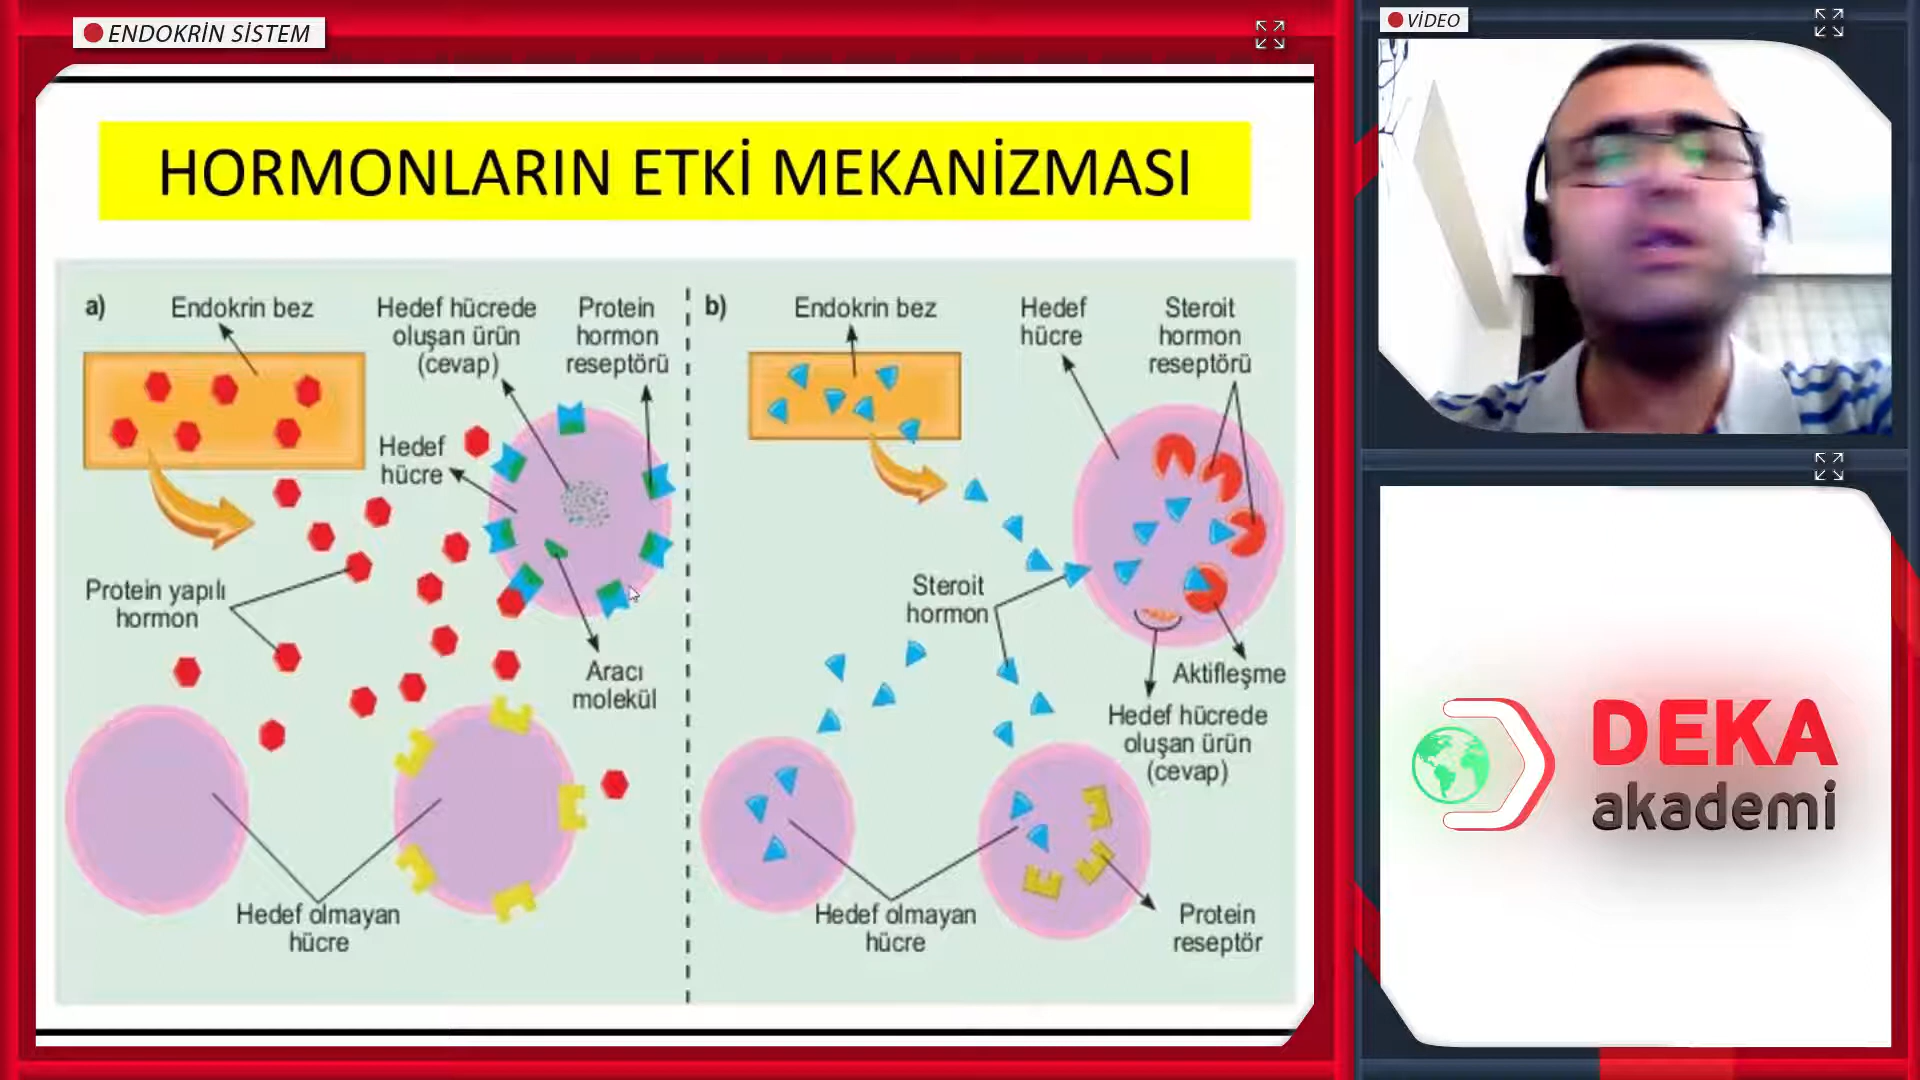 ENDOKRİN SİSTEM
VİDEO
HORMONLARIN ETKİ MEKANİZMASI
a)
Endokrin bez
Hedef hücrede
oluşan ürün
(cevap)
Protein
hormon
reseptörü
Hedef
hücre
Protein yapılı
hormon
Aracı
molekül
Hedef olmayan
hücre
b)
Endokrin bez
Hedef
hücre
Steroit
hormon
reseptörü
Steroit
hormon
Aktifleşme
Hedef hücrede
oluşan ürün
(cevap)
Hedef olmayan
hücre
Protein
reseptör
DEKA
akademi